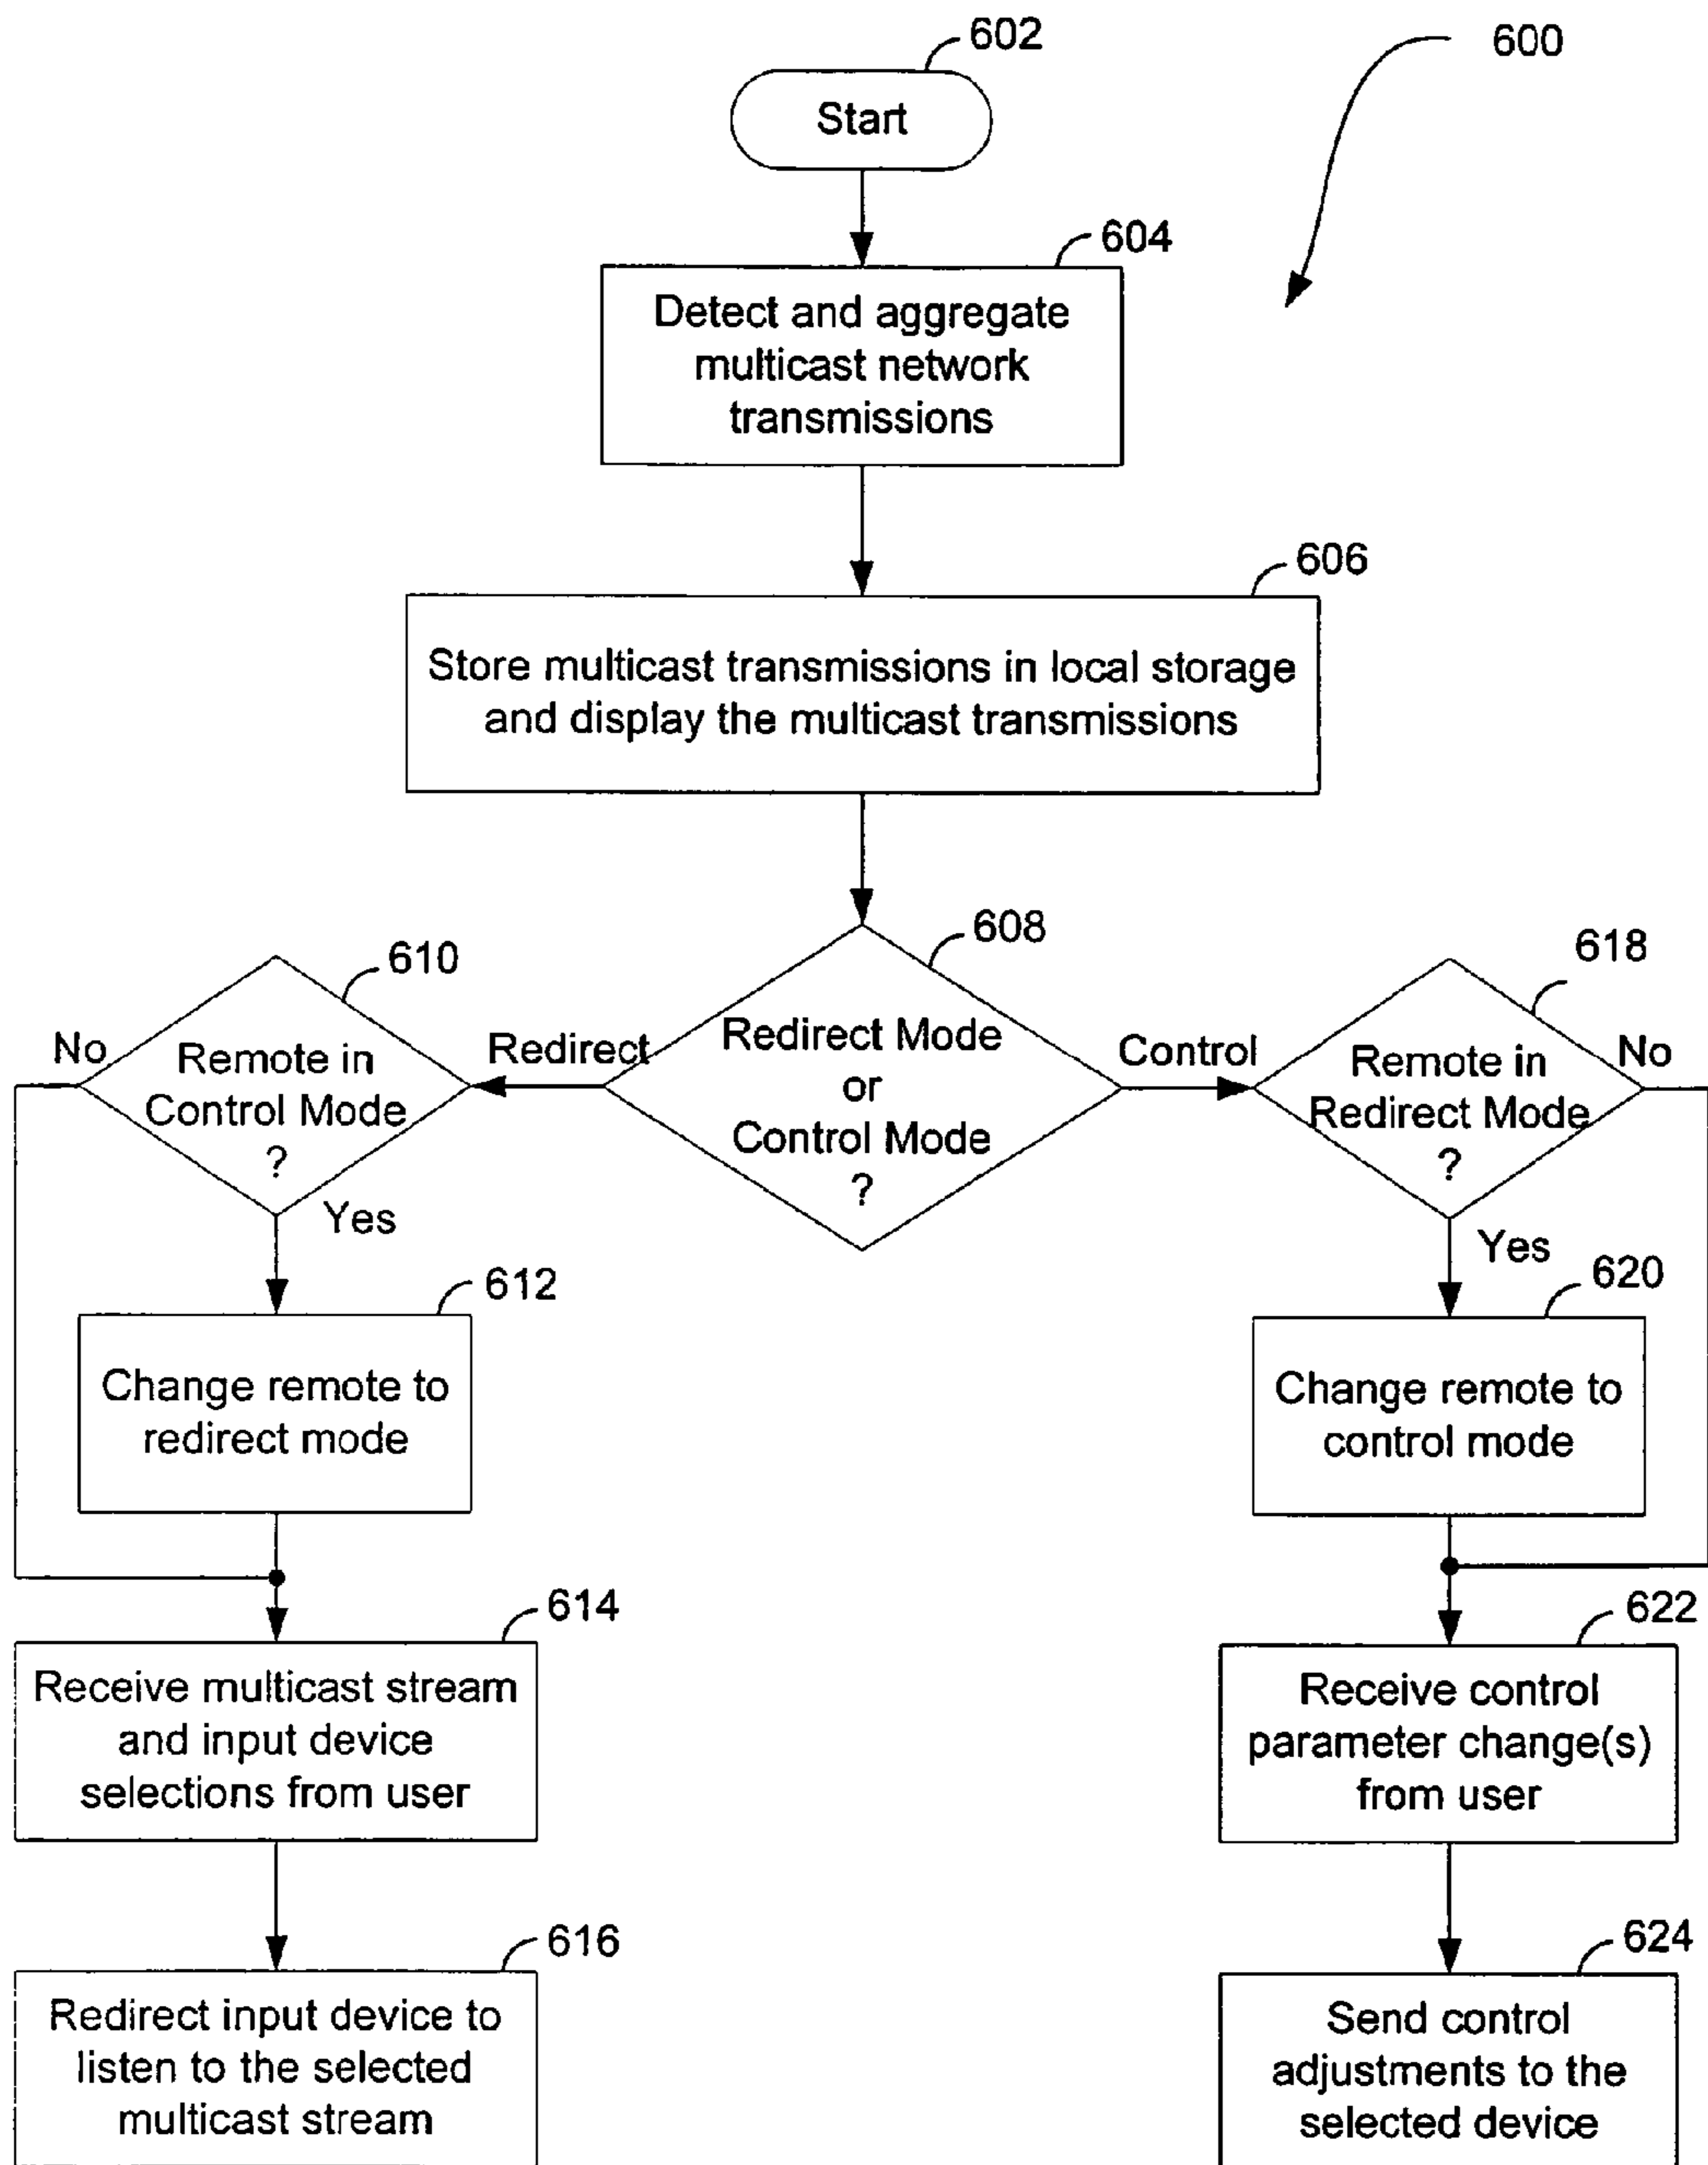 602
600
Start
604
Detect and aggregate
multicast network
transmissions
606
Store multicast transmissions in local storage
and display the multicast transmissions
608
Redirect Mode
or
Control Mode
?
Redirect
Control
610
Remote in
Control Mode
?
No
Yes
612
Change remote to
redirect mode
614
Receive multicast stream
and input device
selections from user
616
Redirect input device to
listen to the selected
multicast stream
618
Remote in
Redirect Mode
?
No
Yes
620
Change remote to
control mode
622
Receive control
parameter change(s)
from user
624
Send control
adjustments to the
selected device